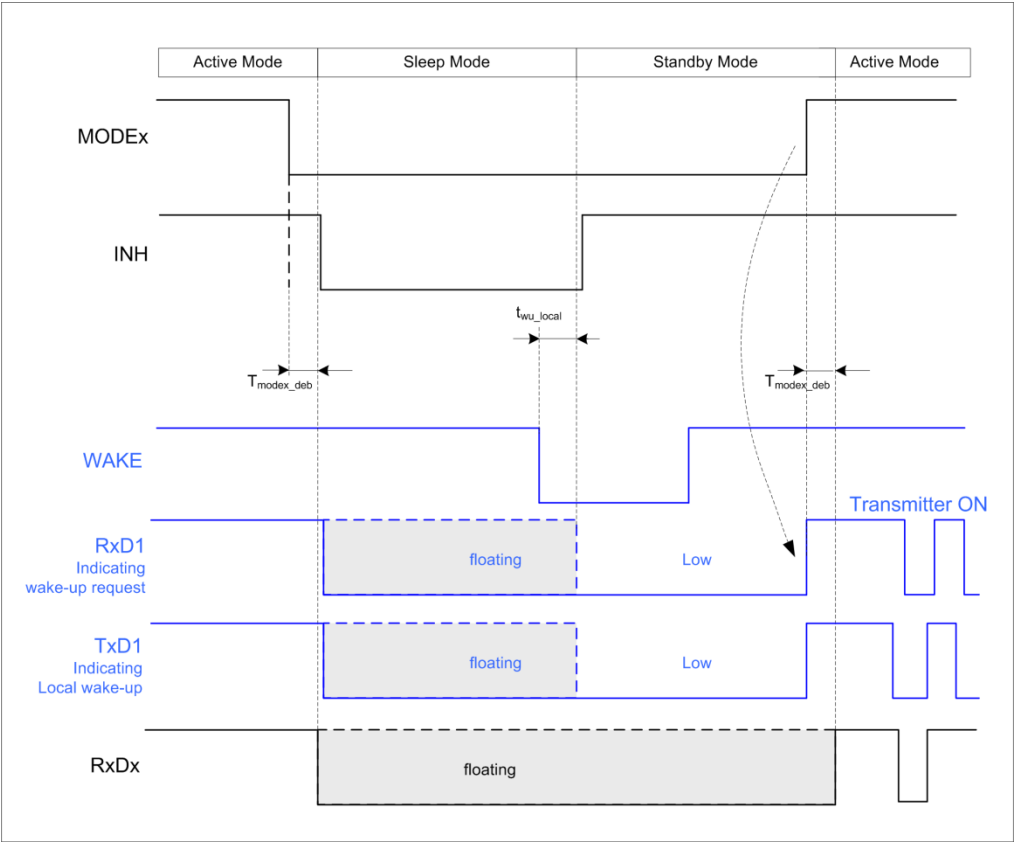 Active Mode Sleep Mode Standby Mode Active Mode
MODEx
INH
twu_local
Tmodex_deb Tmodex_deb
WAKE
Transmitter ON
RxD1
Indicating
wake-up request
floating Low
TxD1
Indicating
Local wake-up
floating Low
RxDx
floating